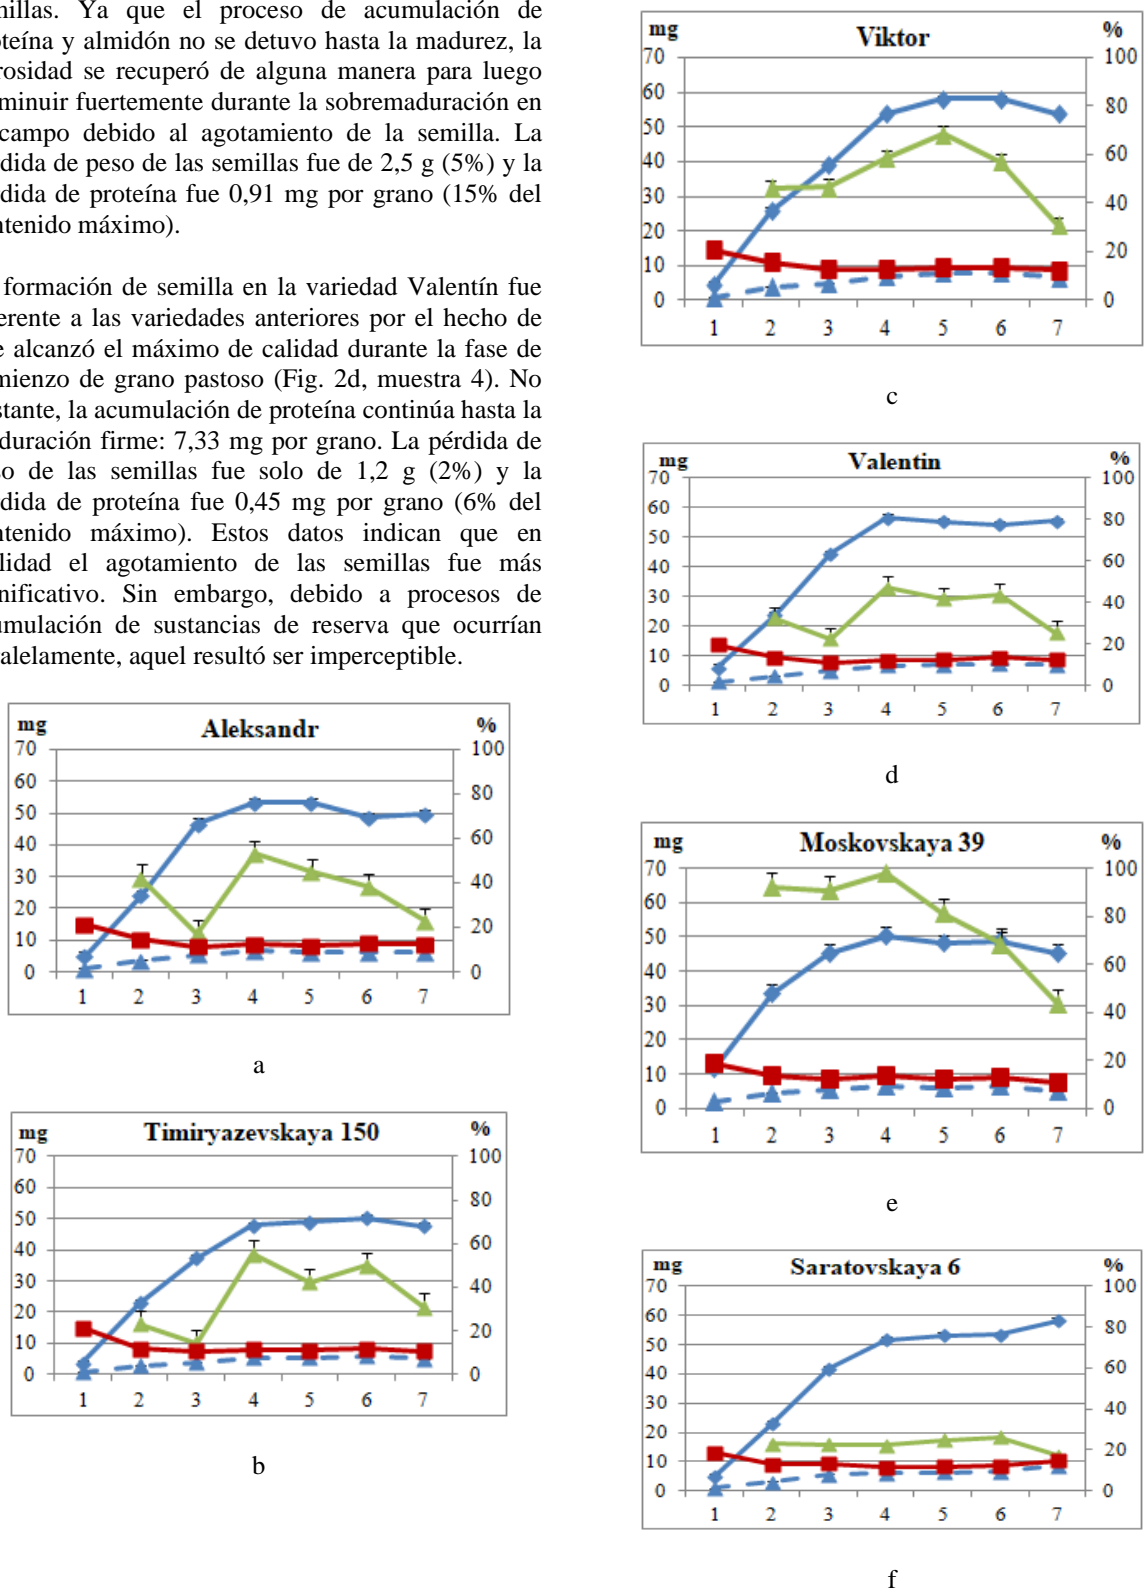 millas. Ya que el proceso de acumulación de
oteína y almidón no se detuvo hasta la madurez, la
rosidad se recuperó de alguna manera para luego
minuir fuertemente durante la sobremaduración en
campo debido al agotamiento de la semilla. La
dida de peso de las semillas fue de 2,5 g (5%) y la
dida de proteína fue 0,91 mg por grano (15% del
ntenido máximo).
formación de semilla en la variedad Valentín fue
erente a las variedades anteriores por el hecho de
e alcanzó el máximo de calidad durante la fase de
mienzo de grano pastoso (Fig. 2d, muestra 4). No
stante, la acumulación de proteína continúa hasta la
duración firme: 7,33 mg por grano. La pérdida de
so de las semillas fue solo de 1,2 g (2%) y la
rdida de proteína fue 0,45 mg por grano (6% del
ntenido máximo). Estos datos indican que en
lidad el agotamiento de las semillas fue más
nificativo. Sin embargo, debido a procesos de
umulación de sustancias de reserva que ocurrían
alelamente, aquel resultó ser imperceptible.
mg Aleksandr %
70 100
60
50 80
40 60
30 40
20 20
10
0 0
1 2 3 4 5 6 7
a
mg Timiryazevskaya 150 %
70 100
60 80
50
40 60
30 40
20 20
10
0 0
1 2 3 4 5 6 7
b
mg Viktor %
70 100
60 80
50
40 60
30 40
20 20
10
0 0
1 2 3 4 5 6 7
c
mg Valentin %
70 100
60 80
50
40 60
30 40
20 20
10
0 0
1 2 3 4 5 6 7
d
mg Moskovskaya 39 %
70 100
60 80
50
40 60
30 40
20 20
10
0 0
1 2 3 4 5 6 7
e
mg Saratovskaya 6 %
70 100
60 80
50
40 60
30 40
20 20
10
0 0
1 2 3 4 5 6 7
f